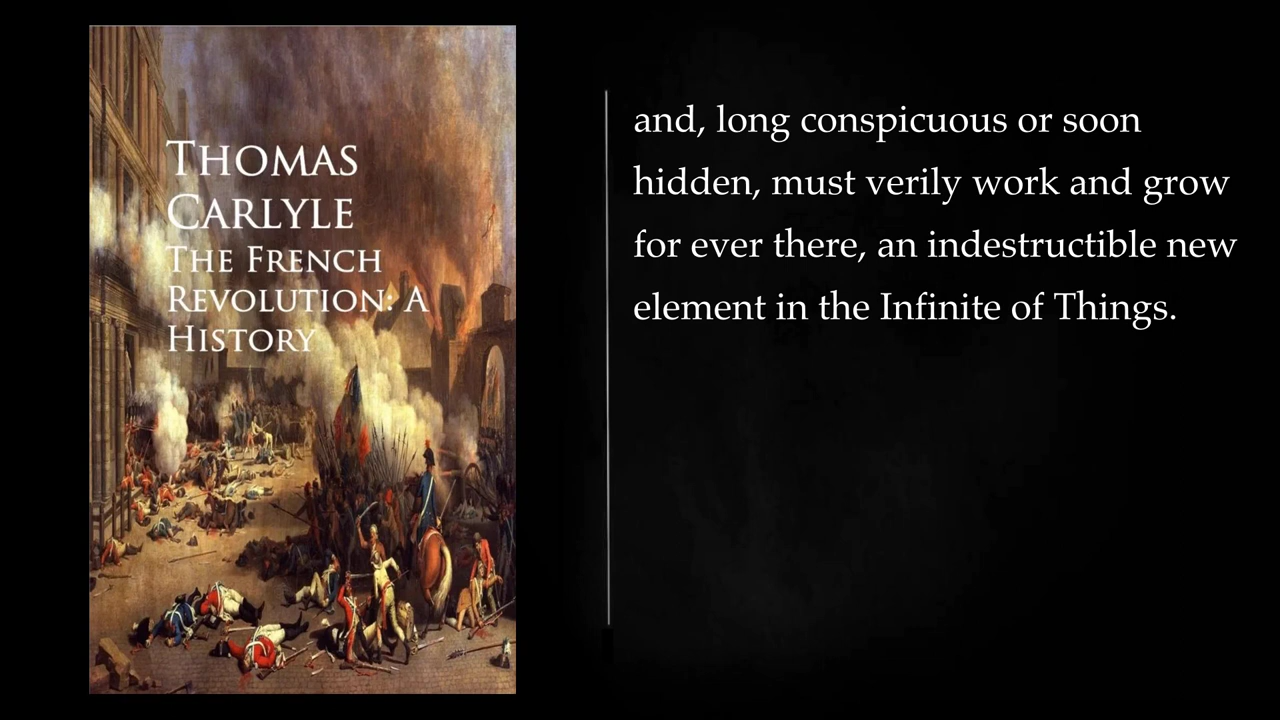 THOMAS
CARLYLE
THE FRENCH
REVOLUTION: A
HISTORY
and, long conspicuous or soon
hidden, must verily work and grow
for ever there, an indestructible new
element in the Infinite of Things.